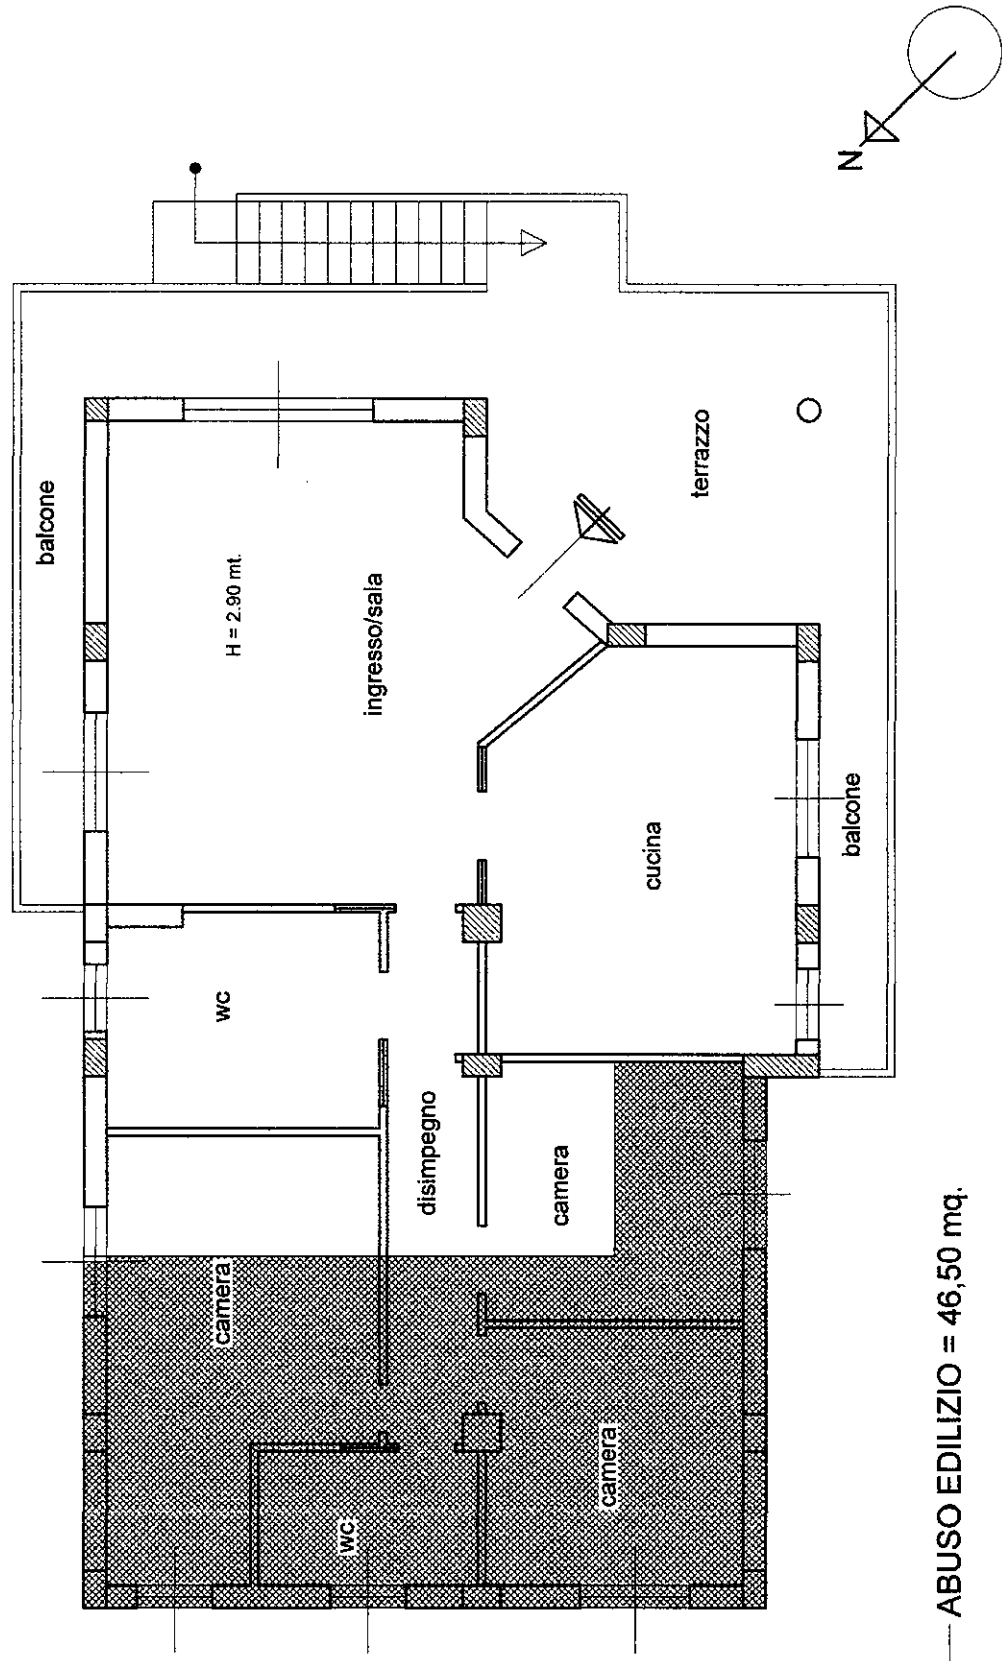 N
balcone
H = 2.90 mt.
ingresso/sala
terrazzo
wc
cucina
balcone
disimpegno
camera
camera
wc
camera
ABUSO EDILIZIO = 46,50 mq.